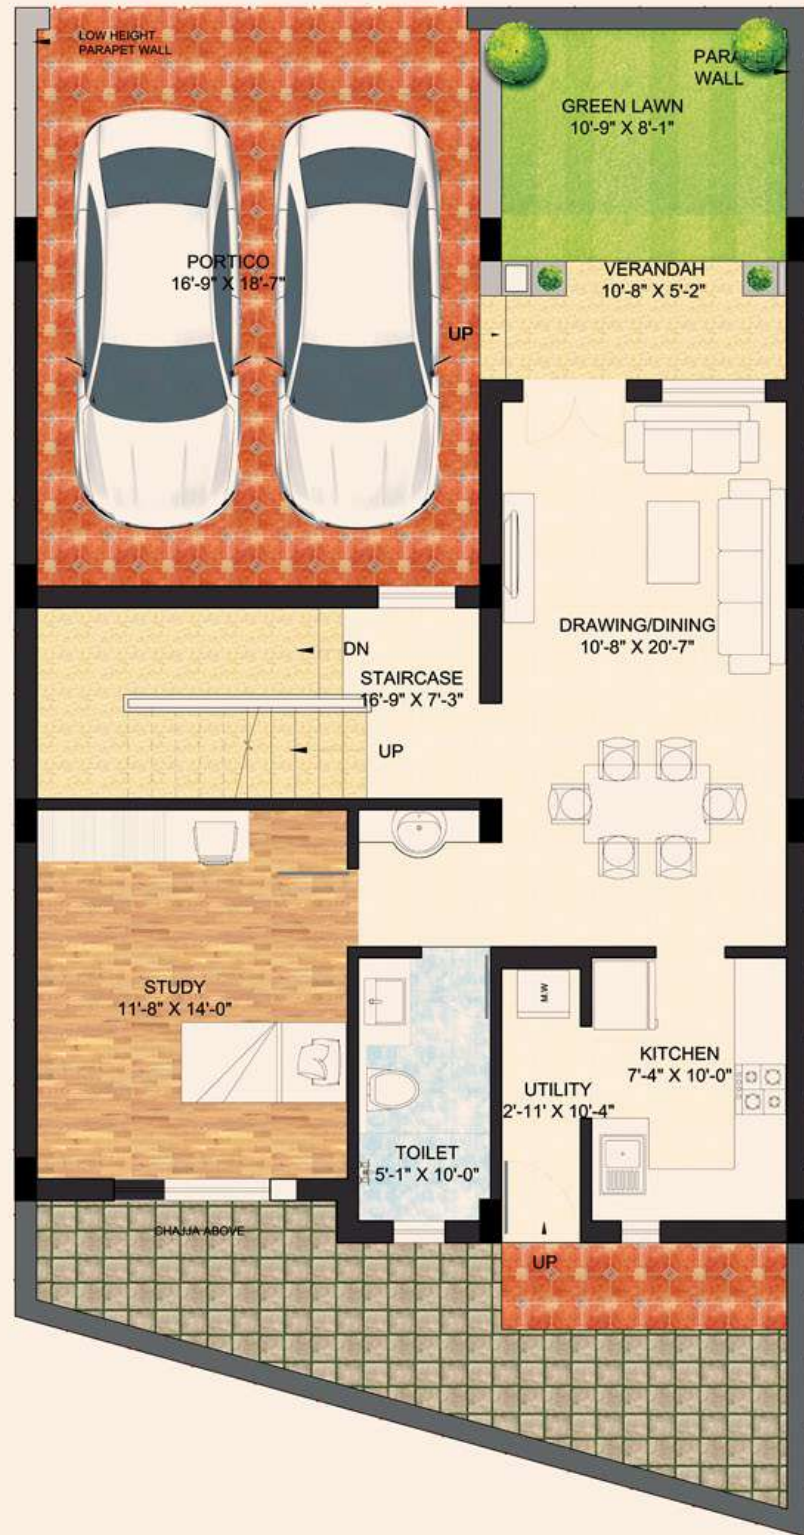 LOW HEIGHT
PARAPET WALL
PARAPET
WALL
GREEN LAWN
10'-9" X 8'-1"
PORTICO
16'-9" X 18'-7"
VERANDAH
10'-8" X 5'-2"
UP
DRAWING/DINING
10'-8" X 20'-7"
DN
STAIRCASE
16'-9" X 7'-3"
UP
STUDY
11'-8" X 14'-0"
M.W
KITCHEN
7'-4" X 10'-0"
UTILITY
2'-11' X 10'-4"
TOILET
5'-1" X 10'-0"
CHAJJA ABOVE
UP